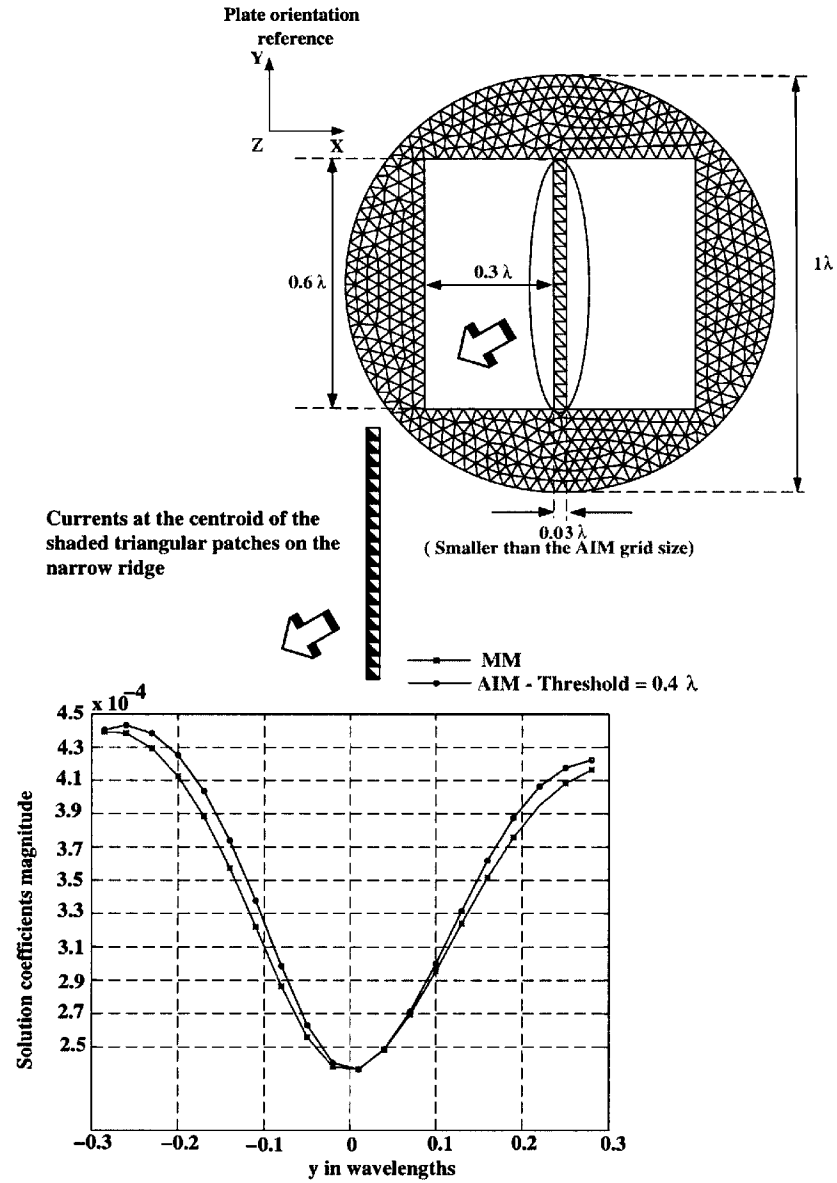 Plate orientation
reference
Y
Z X
0.6 λ
0.3 λ
1λ
0.03 λ
( Smaller than the AIM grid size)
Currents at the centroid of the
shaded triangular patches on the
narrow ridge
MM
AIM - Threshold = 0.4 λ
x 10⁻⁴
4.5
4.3
4.1
3.9
3.7
3.5
3.3
3.1
2.9
2.7
2.5
Solution coefficients magnitude
−0.3 −0.2 −0.1 0 0.1 0.2 0.3
y in wavelengths